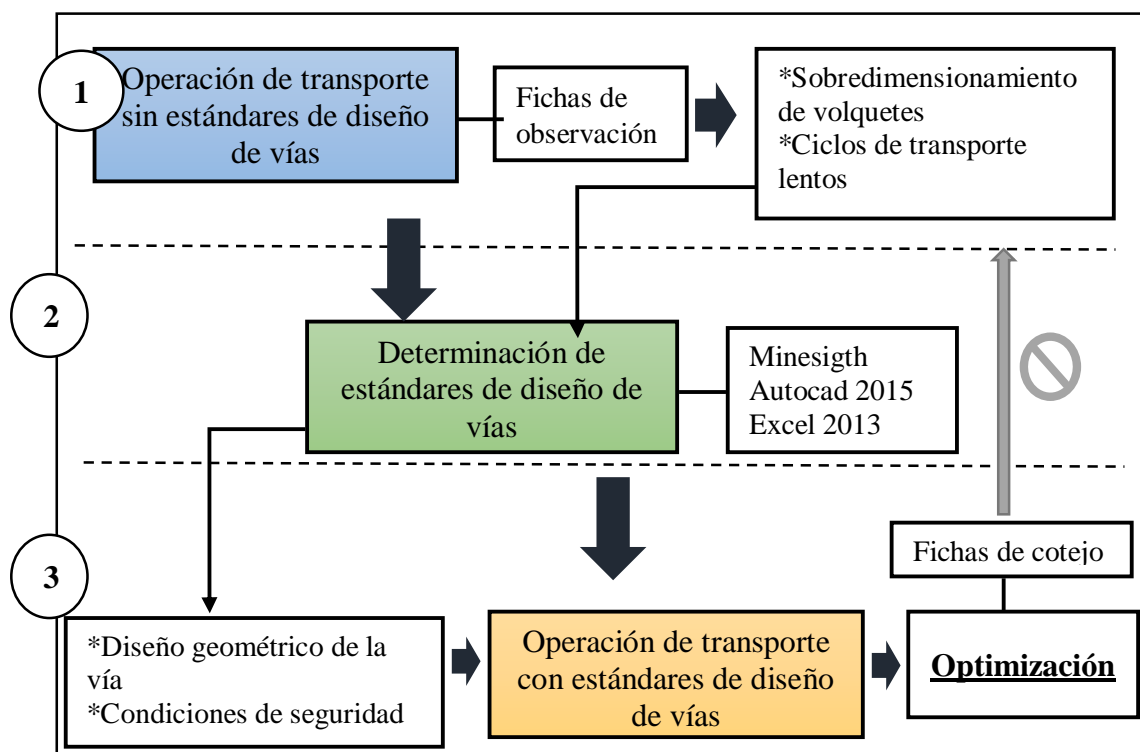 1
Operación de transporte
sin estándares de diseño
de vías
Fichas de
observación
*Sobredimensionamiento
de volquetes
*Ciclos de transporte
lentos
2
Determinación de
estándares de diseño de
vías
Minesigth
Autocad 2015
Excel 2013
3
*Diseño geométrico de la
vía
*Condiciones de seguridad
Operación de transporte
con estándares de diseño
de vías
Fichas de cotejo
Optimización